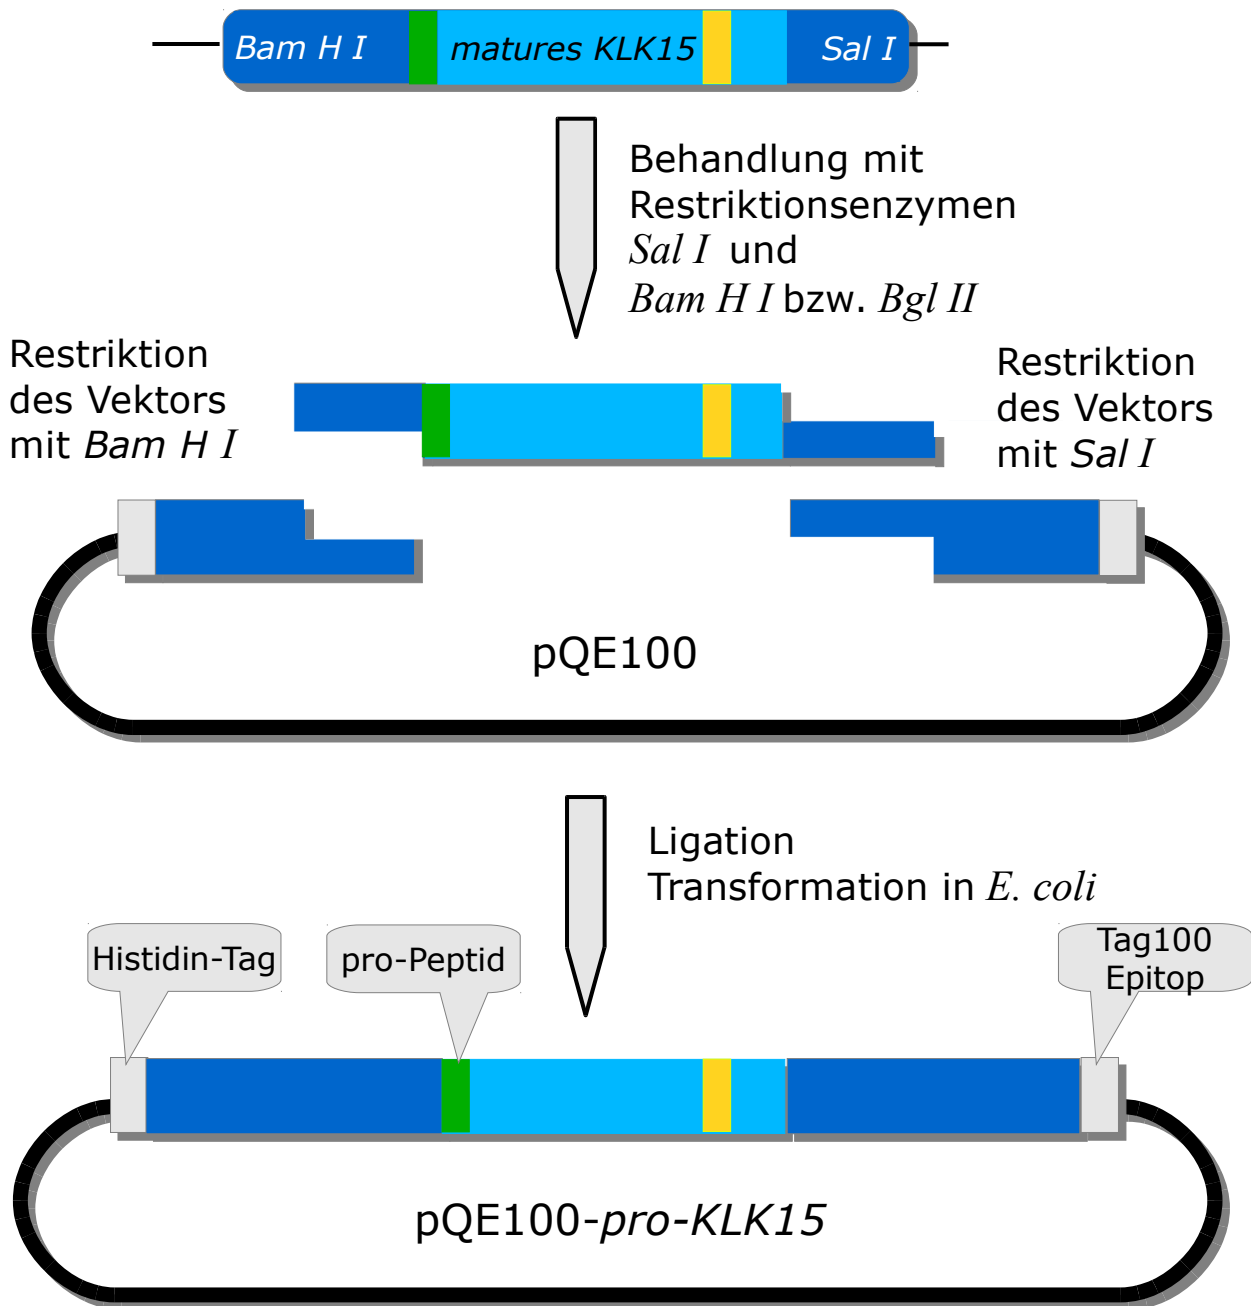 Bam H I matures KLK15 Sal I
Behandlung mit
Restriktionsenzymen
Sal I und
Bam H I bzw. Bgl II
Restriktion
des Vektors
mit Bam H I
Restriktion
des Vektors
mit Sal I
pQE100
Ligation
Transformation in E. coli
Histidin-Tag
pro-Peptid
Tag100
Epitop
pQE100-pro-KLK15